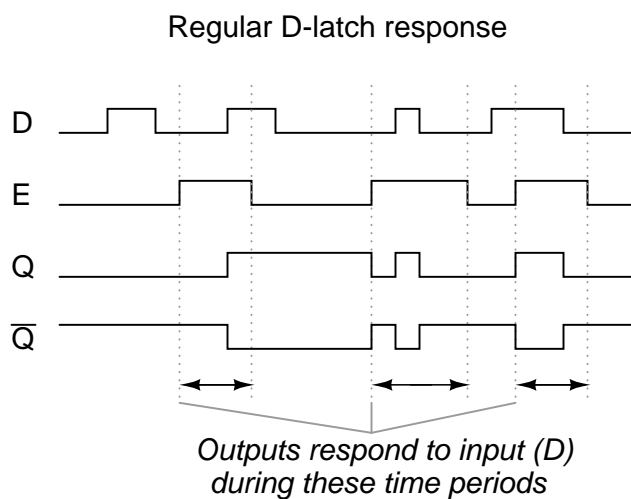 Regular D-latch response
D
E
Q
Q̅
Outputs respond to input (D)
during these time periods